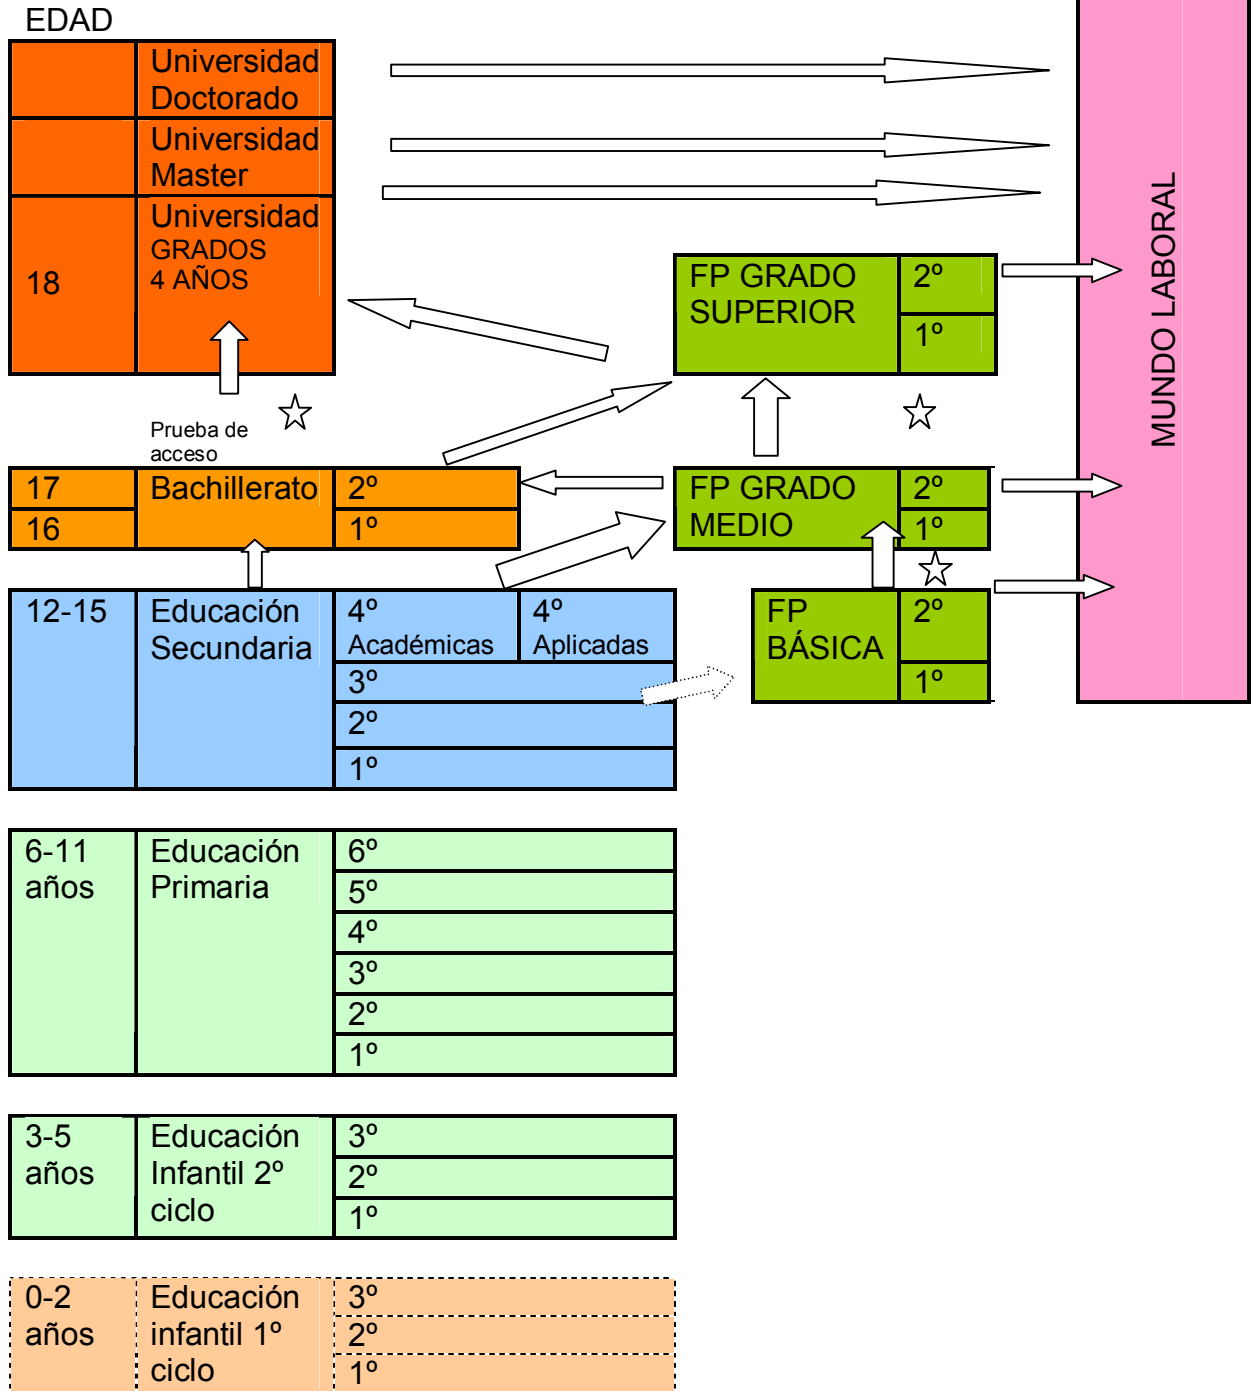 EDAD
Universidad
Doctorado
Universidad
Master
18
Universidad
GRADOS
4 AÑOS
FP GRADO
SUPERIOR
2º
1º
MUNDO LABORAL
Prueba de
acceso
17
16
Bachillerato
2º
1º
FP GRADO
MEDIO
2º
1º
12-15
Educación
Secundaria
4º
Académicas
4º
Aplicadas
3º
2º
1º
FP
BÁSICA
2º
1º
6-11
años
Educación
Primaria
6º
5º
4º
3º
2º
1º
3-5
años
Educación
Infantil 2º
ciclo
3º
2º
1º
0-2
años
Educación
infantil 1º
ciclo
3º
2º
1º